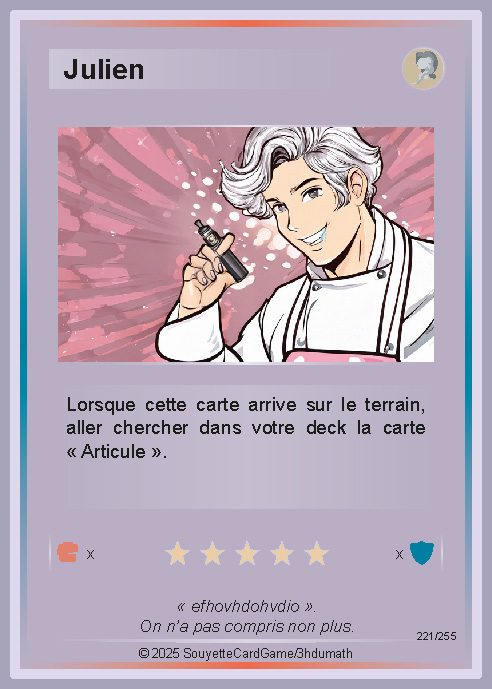 Julien
Lorsque cette carte arrive sur le terrain,
aller chercher dans votre deck la carte
« Articule ».
x
x
« efhovhdohvdio ».
On n'a pas compris non plus.
221/255
© 2025 SouyetteCardGame/3hdumath